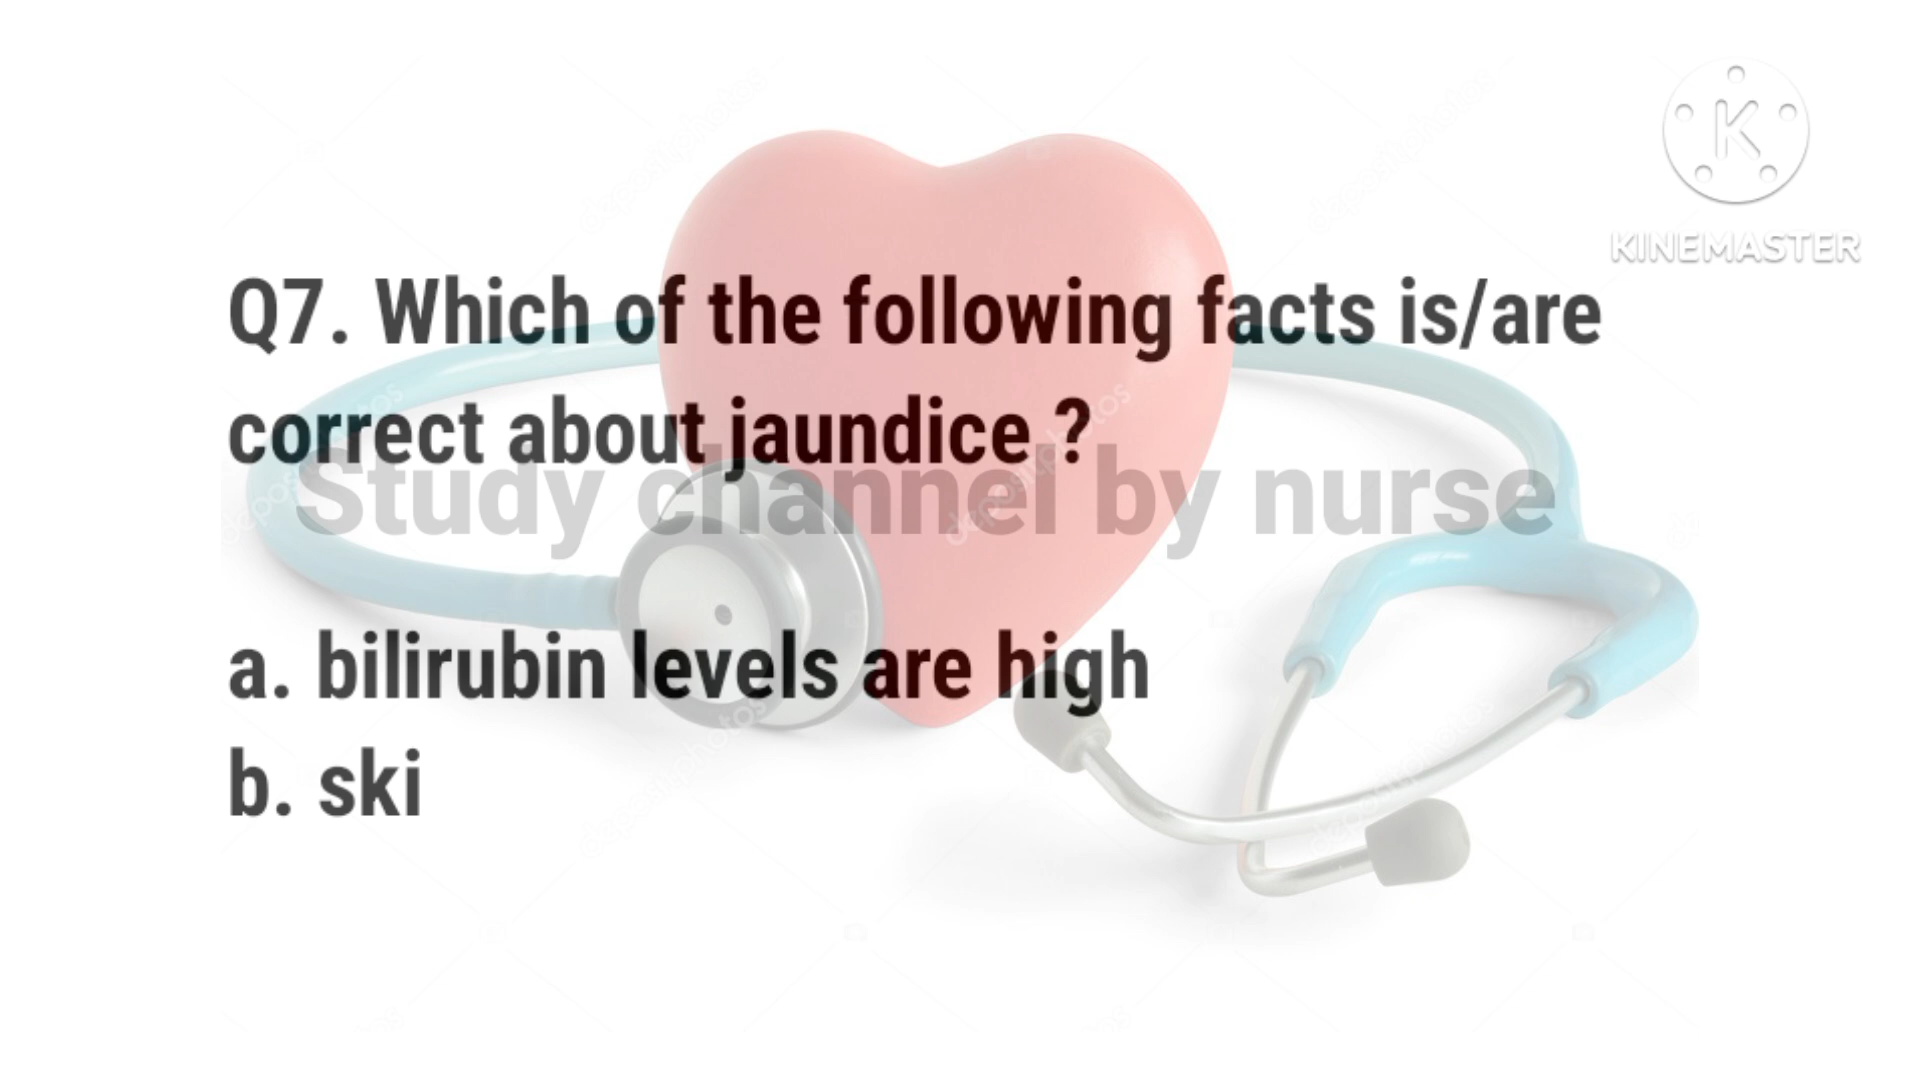 KINEMASTER
Q7. Which of the following facts is/are
correct about jaundice ?
Study channel by nurse
a. bilirubin levels are high
b. ski
depositphotos